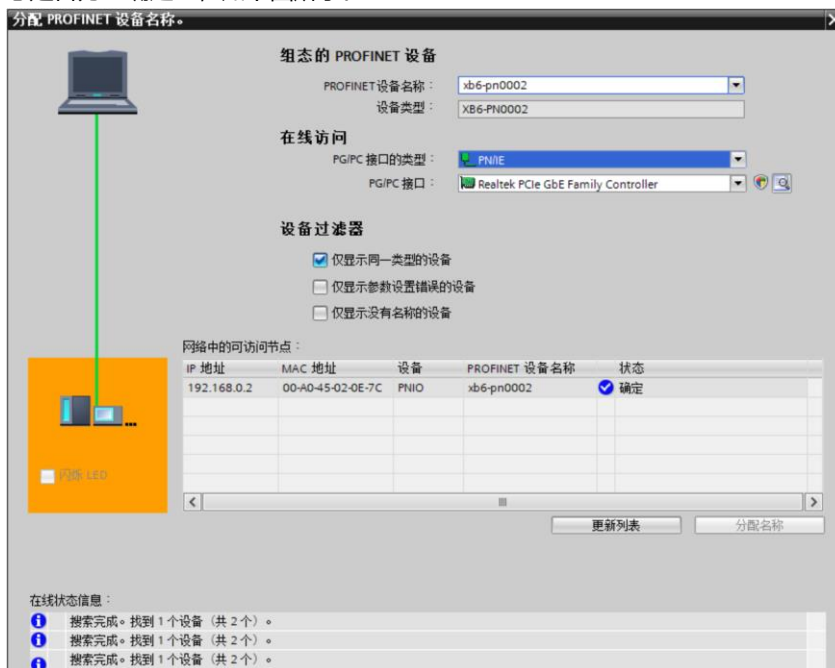 分配 PROFINET 设备名称。
组态的 PROFINET 设备
PROFINET设备名称：
xb6-pn0002
设备类型：
XB6-PN0002
在线访问
PG/PC 接口的类型：
PN/IE
PG/PC 接口：
Realtek PCIe GbE Family Controller
设备过滤器
仅显示同一类型的设备
仅显示参数设置错误的设备
仅显示没有名称的设备
网络中的可访问节点：
IP 地址 MAC 地址 设备 PROFINET 设备名称 状态
192.168.0.2 00-A0-45-02-0E-7C PNIO xb6-pn0002 确定
闪烁 LED
更新列表 分配名称
在线状态信息：
搜索完成。找到 1 个设备（共 2 个）。
搜索完成。找到 1 个设备（共 2 个）。
搜索完成。找到 1 个设备（共 2 个）。